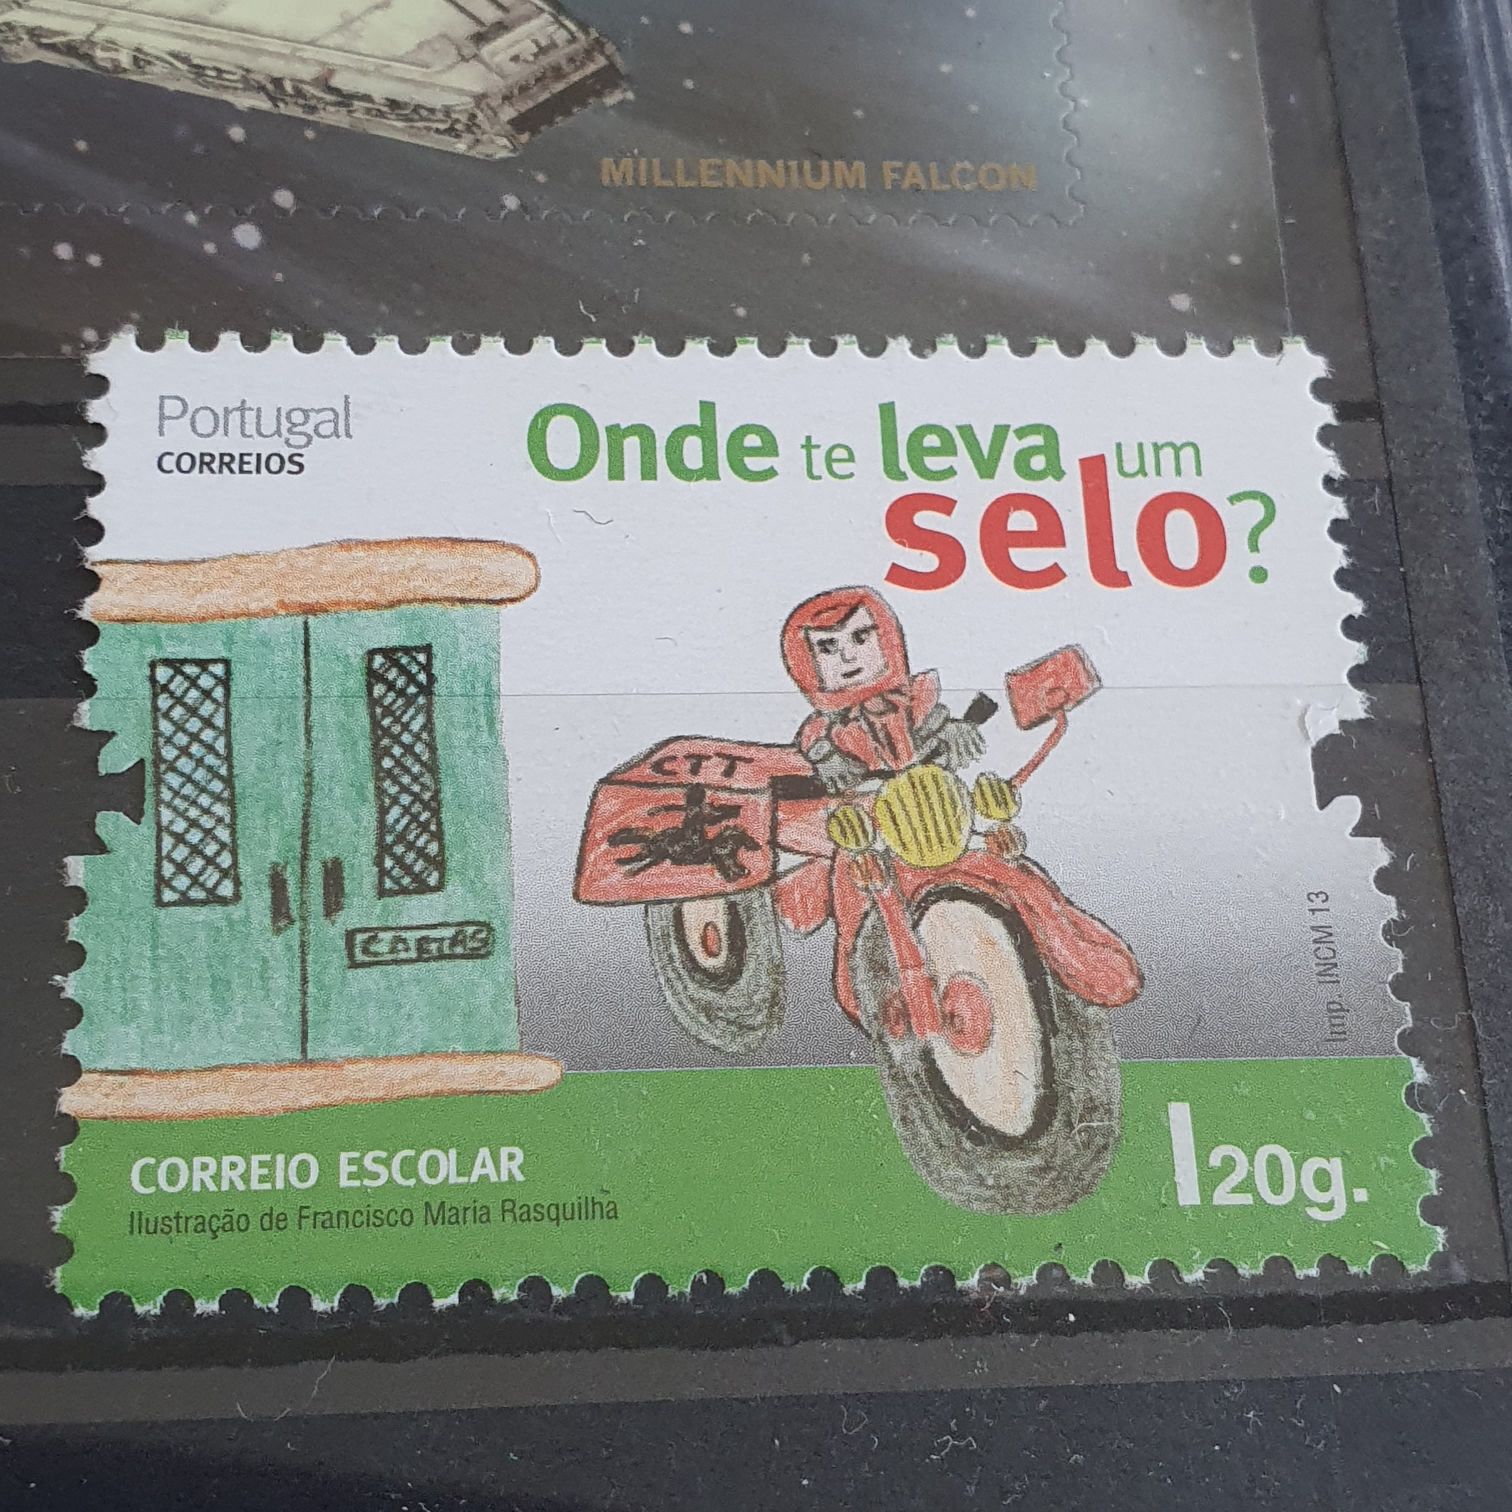 MILLENNIUM FALCON
Portugal
CORREIOS
Onde te leva um
selo?
CTT
CARTAS
Imp. INCM 13
CORREIO ESCOLAR
Ilustração de Francisco Maria Rasquilha
I20g.